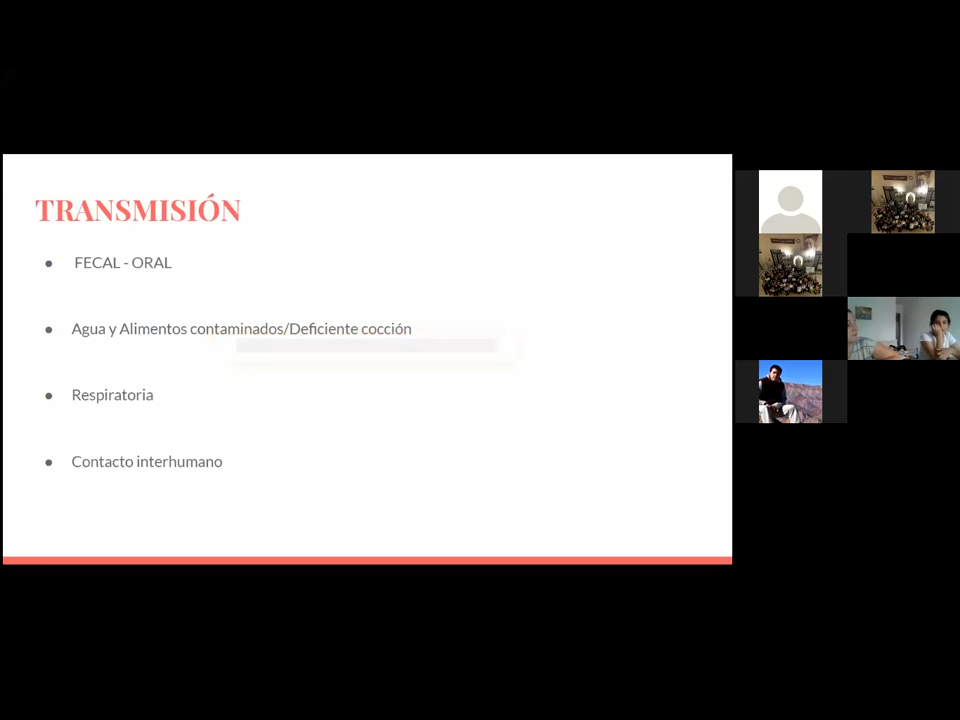 TRANSMISIÓN
● FECAL - ORAL
● Agua y Alimentos contaminados/Deficiente cocción
● Respiratoria
● Contacto interhumano